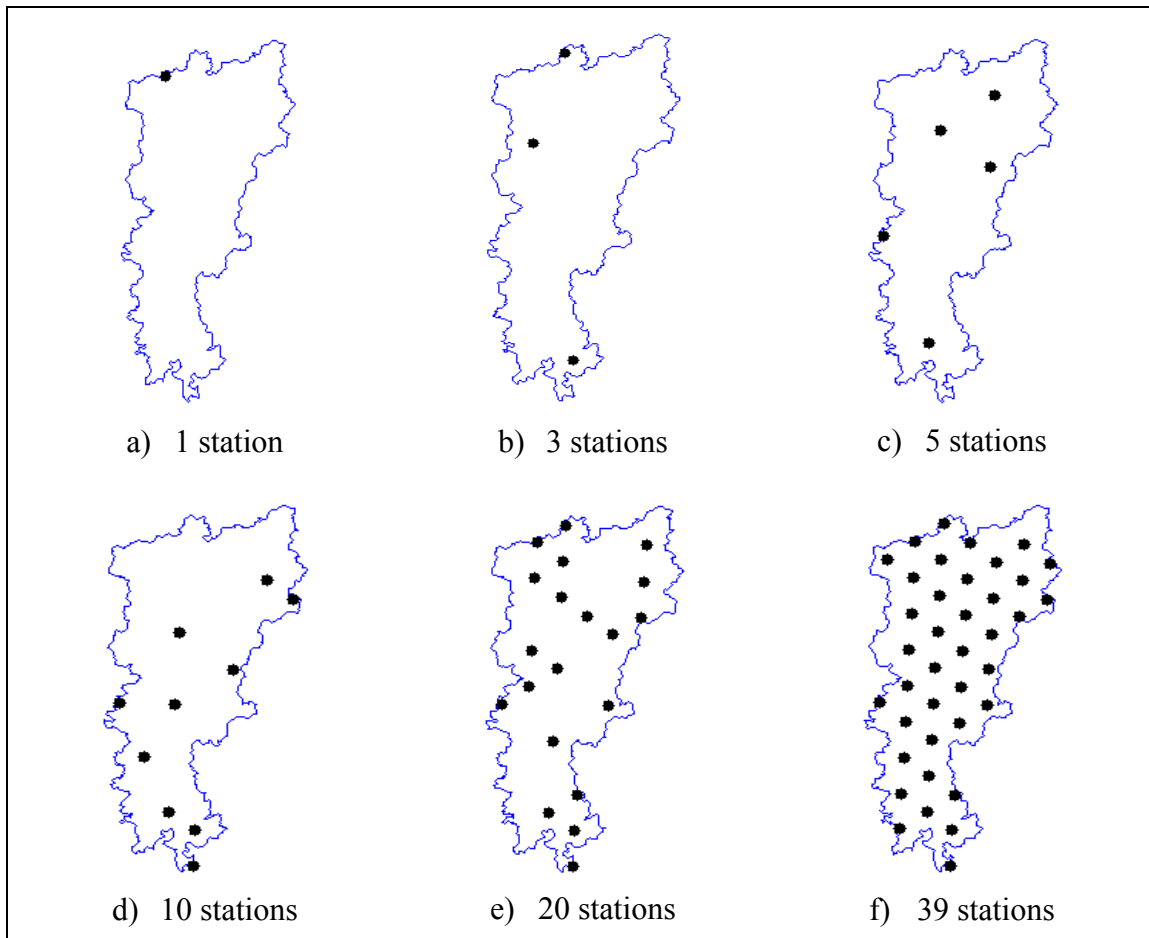 a) 1 station
b) 3 stations
c) 5 stations
d) 10 stations
e) 20 stations
f) 39 stations